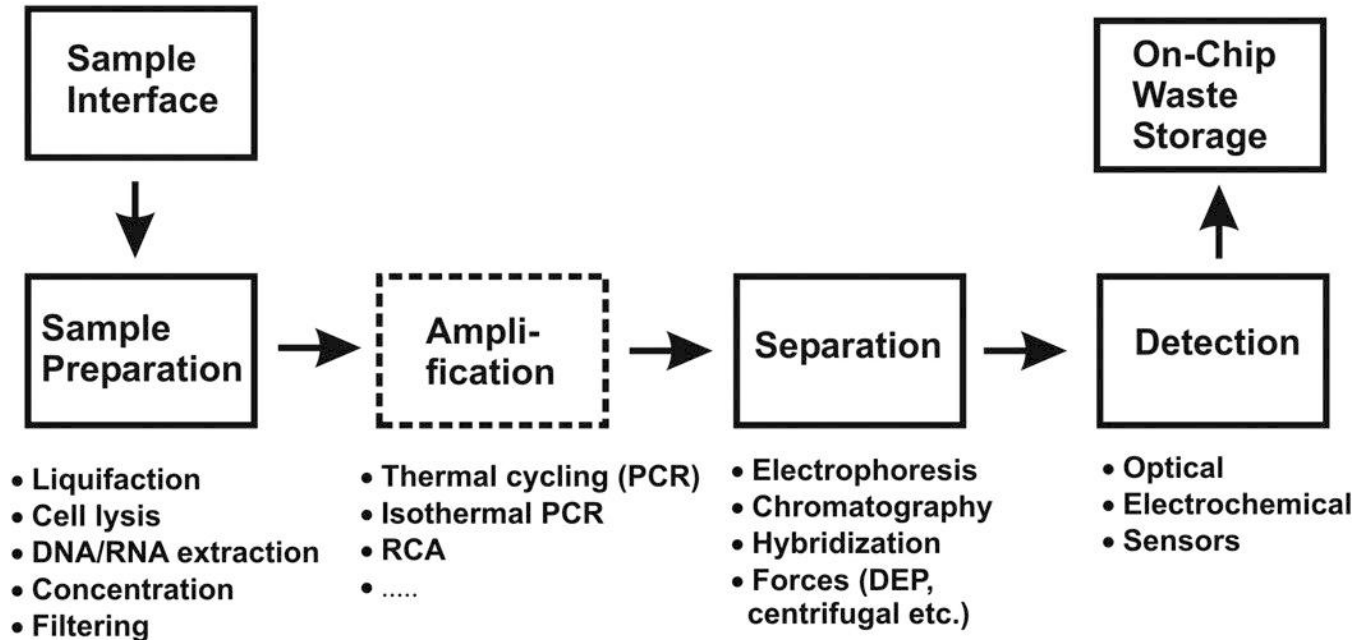 Sample
Interface
On-Chip
Waste
Storage
Sample
Preparation
Ampli-
fication
Separation
Detection
• Liquifaction
• Cell lysis
• DNA/RNA extraction
• Concentration
• Filtering
• Thermal cycling (PCR)
• Isothermal PCR
• RCA
• .....
• Electrophoresis
• Chromatography
• Hybridization
• Forces (DEP,
centrifugal etc.)
• Optical
• Electrochemical
• Sensors